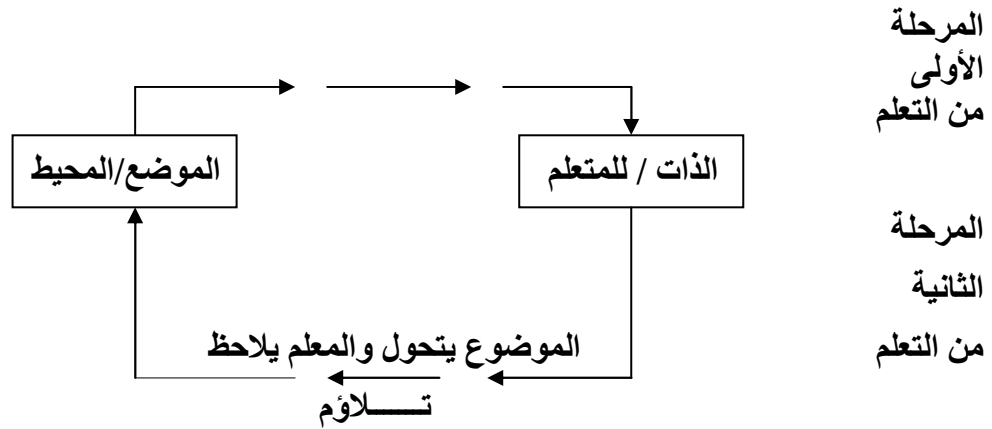 المرحلة
الأولى
من التعلم
الذات / للمتعلم
الموضع/المحيط
المرحلة
الثانية
من التعلم
الموضوع يتحول والمعلم يلاحظ
تـــــلاؤم